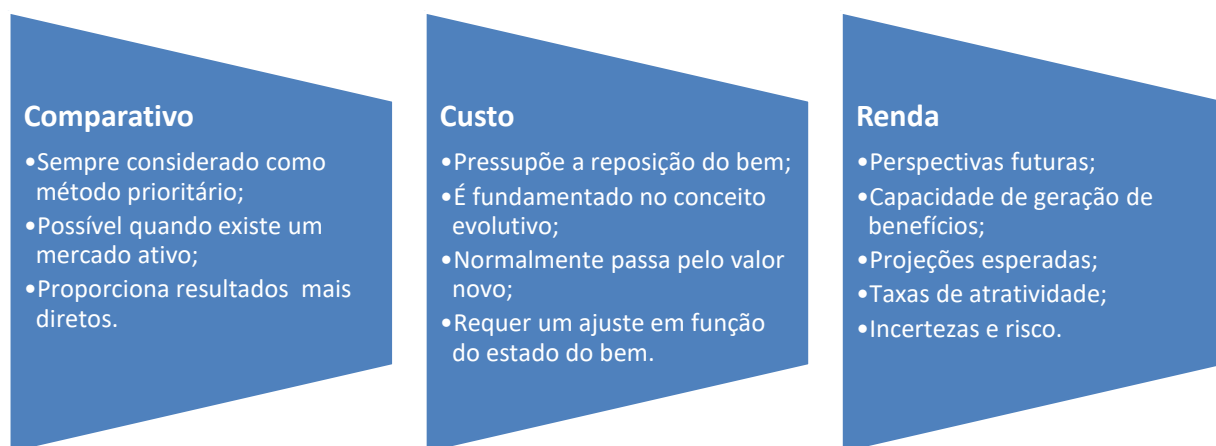 Comparativo
•Sempre considerado como
método prioritário;
•Possível quando existe um
mercado ativo;
•Proporciona resultados mais
diretos.
Custo
•Pressupõe a reposição do bem;
•É fundamentado no conceito
evolutivo;
•Normalmente passa pelo valor
novo;
•Requer um ajuste em função
do estado do bem.
Renda
•Perspectivas futuras;
•Capacidade de geração de
benefícios;
•Projeções esperadas;
•Taxas de atratividade;
•Incertezas e risco.